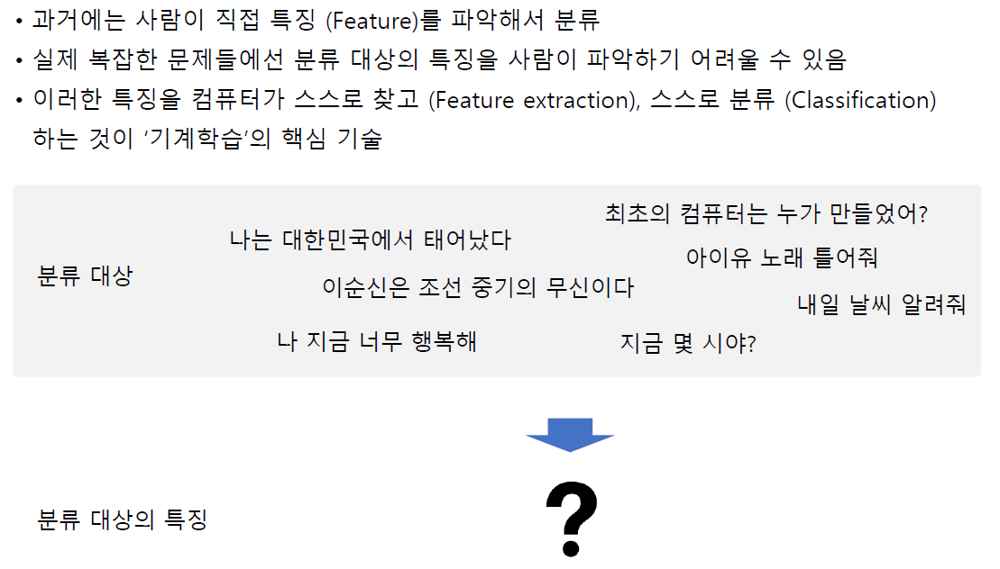 • 과거에는 사람이 직접 특징 (Feature)를 파악해서 분류
• 실제 복잡한 문제들에선 분류 대상의 특징을 사람이 파악하기 어려울 수 있음
• 이러한 특징을 컴퓨터가 스스로 찾고 (Feature extraction), 스스로 분류 (Classification)
하는 것이 ‘기계학습’의 핵심 기술
최초의 컴퓨터는 누가 만들었어?
나는 대한민국에서 태어났다
아이유 노래 틀어줘
분류 대상
이순신은 조선 중기의 무신이다
내일 날씨 알려줘
나 지금 너무 행복해
지금 몇 시야?
?
분류 대상의 특징